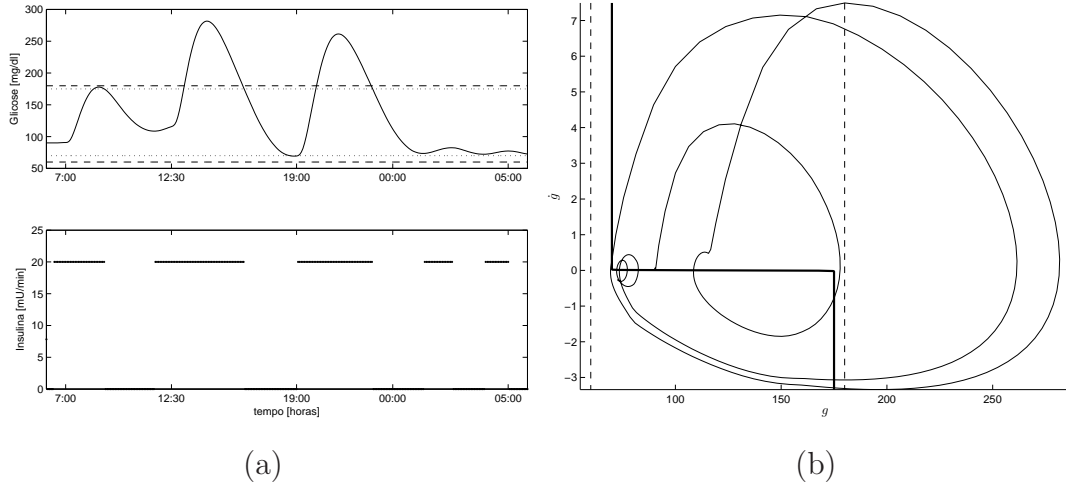 300
250
200
150
100
50
Glicose [mg/dl]
7:00 12:30 19:00 00:00 05:00
25
20
15
10
5
0
Insulina [mU/min]
7:00 12:30 19:00 00:00 05:00
tempo [horas]
(a)
7
6
5
4
3
2
1
0
−1
−2
−3
ġ
100 150 200 250
g
(b)